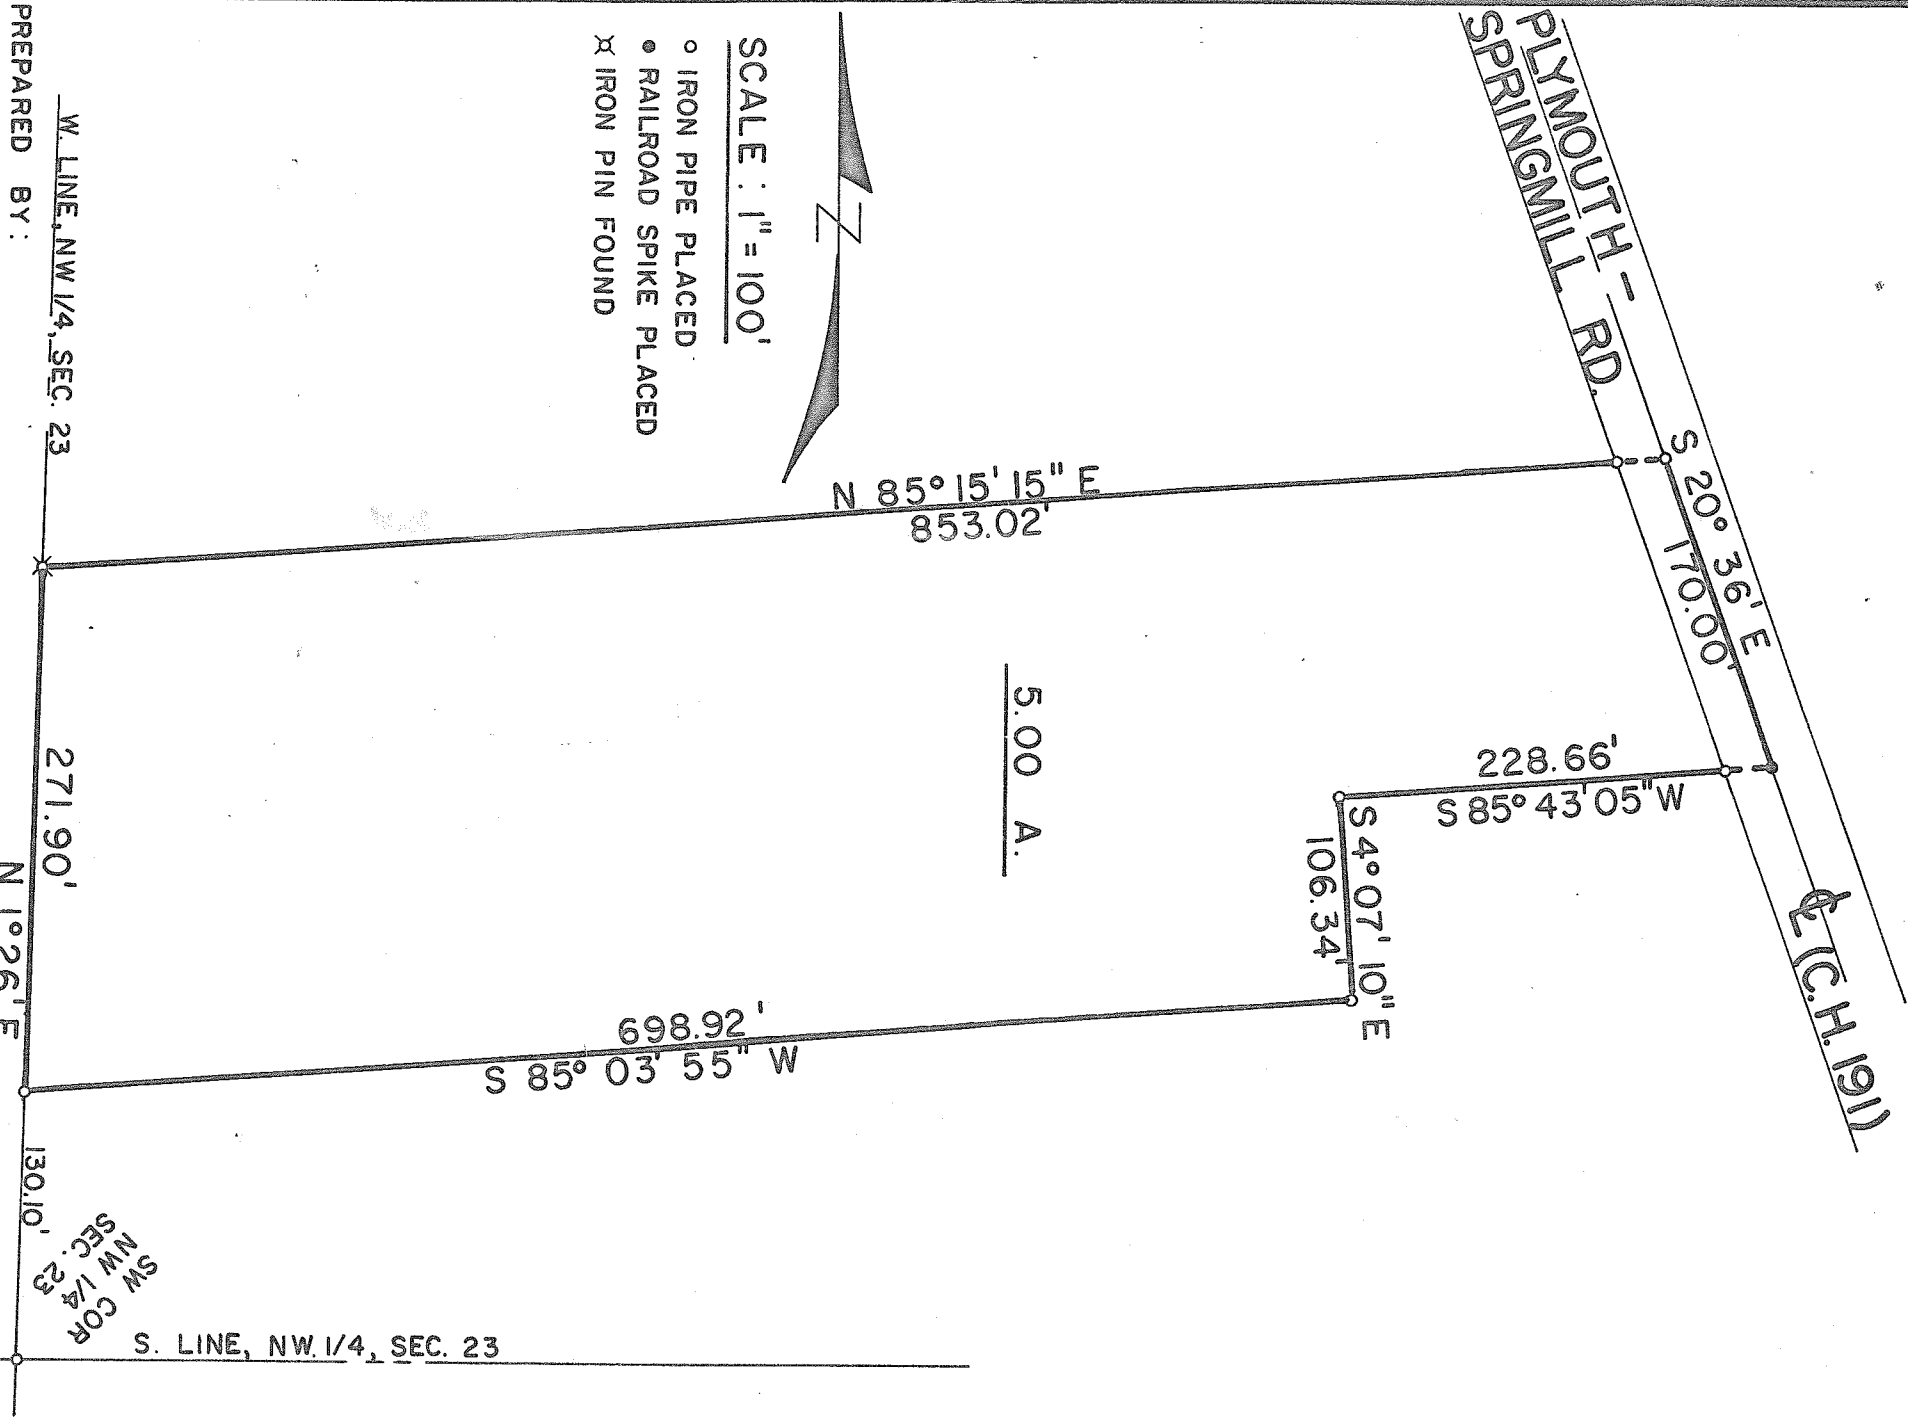 PLYMOUTH -
SPRINGMILL RD.
℄ (C.H. 191)
SCALE : 1" = 100'
○ IRON PIPE PLACED
● RAILROAD SPIKE PLACED
¤ IRON PIN FOUND
N
S 20° 36' E
170.00'
N 85° 15' 15" E
853.02'
228.66'
S 85° 43' 05" W
S 4° 07' 10" E
106.34'
5.00 A.
698.92'
S 85° 03' 55" W
W. LINE, NW 1/4, SEC. 23
271.90'
N 1° 26' E
130.10'
SW COR
NW 1/4
SEC. 23
S. LINE, NW. 1/4, SEC. 23
PREPARED BY :